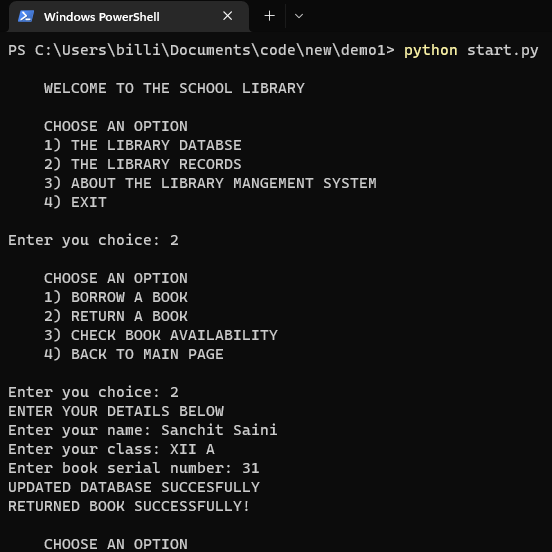 Windows PowerShell
PS C:\Users\billi\Documents\code\new\demo1> python start.py
WELCOME TO THE SCHOOL LIBRARY
CHOOSE AN OPTION
1) THE LIBRARY DATABSE
2) THE LIBRARY RECORDS
3) ABOUT THE LIBRARY MANGEMENT SYSTEM
4) EXIT
Enter you choice: 2
CHOOSE AN OPTION
1) BORROW A BOOK
2) RETURN A BOOK
3) CHECK BOOK AVAILABILITY
4) BACK TO MAIN PAGE
Enter you choice: 2
ENTER YOUR DETAILS BELOW
Enter your name: Sanchit Saini
Enter your class: XII A
Enter book serial number: 31
UPDATED DATABASE SUCCESFULLY
RETURNED BOOK SUCCESSFULLY!
CHOOSE AN OPTION